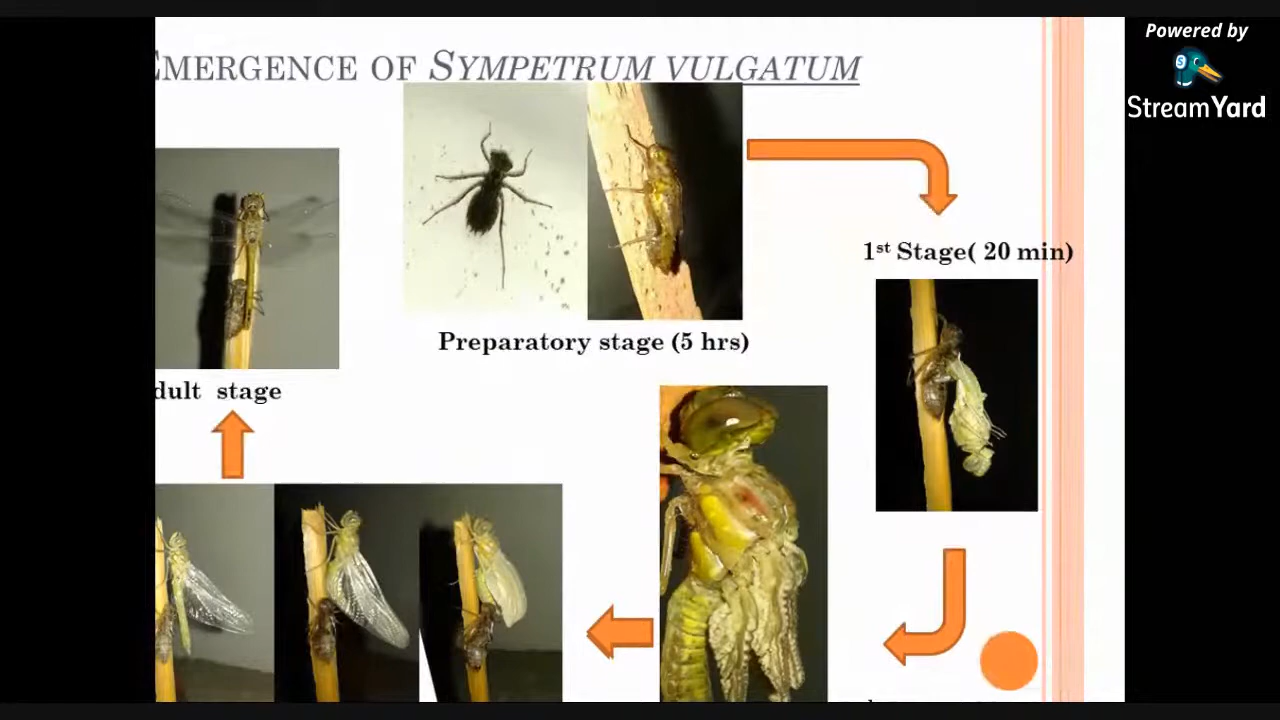 EMERGENCE OF SYMPETRUM VULGATUM
Powered by
StreamYard
1st Stage( 20 min)
Preparatory stage (5 hrs)
dult stage